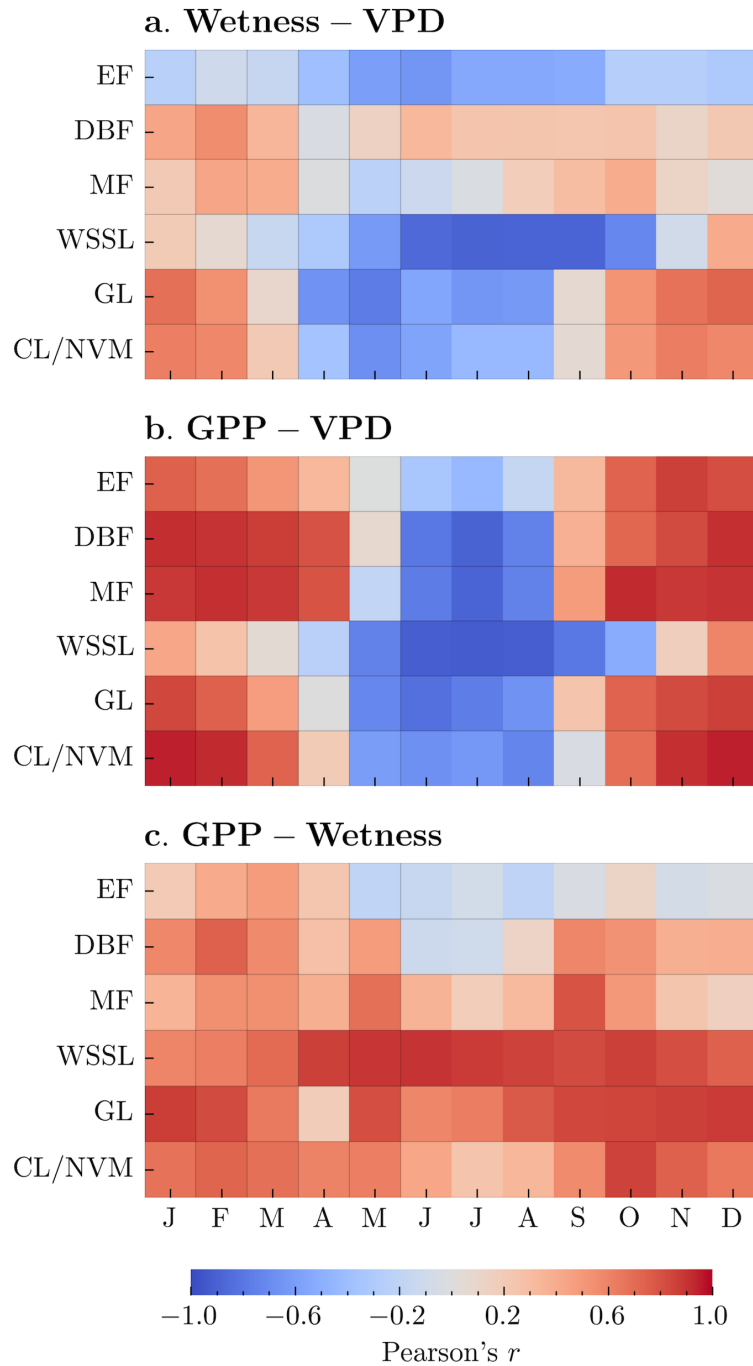 a. Wetness – VPD
EF
DBF
MF
WSSL
GL
CL/NVM
b. GPP – VPD
EF
DBF
MF
WSSL
GL
CL/NVM
c. GPP – Wetness
EF
DBF
MF
WSSL
GL
CL/NVM
J F M A M J J A S O N D
−1.0 −0.6 −0.2 0.2 0.6 1.0
Pearson's r